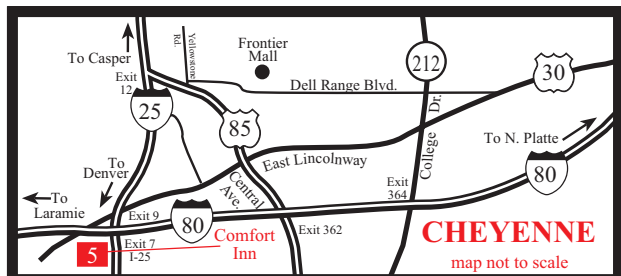 To Casper
Exit
12
Yellowstone
Rd.
Frontier
Mall
212
30
Dell Range Blvd.
25
85
Dr.
To N. Platte
To
Denver
East Lincolnway
College
80
To
Laramie
Central
Ave.
Exit
364
Exit 9
80
Exit 362
Exit 7
I-25
5
Comfort
Inn
CHEYENNE
map not to scale